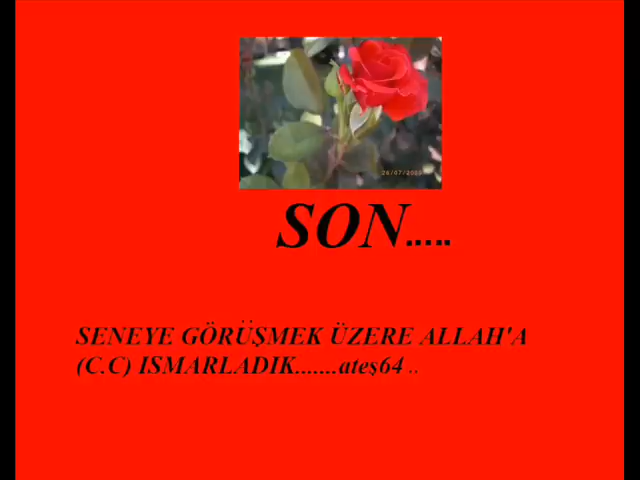 SON.....
SENEYE GÖRÜŞMEK ÜZERE ALLAH'A
(C.C) ISMARLADIK.......ateş64 ..